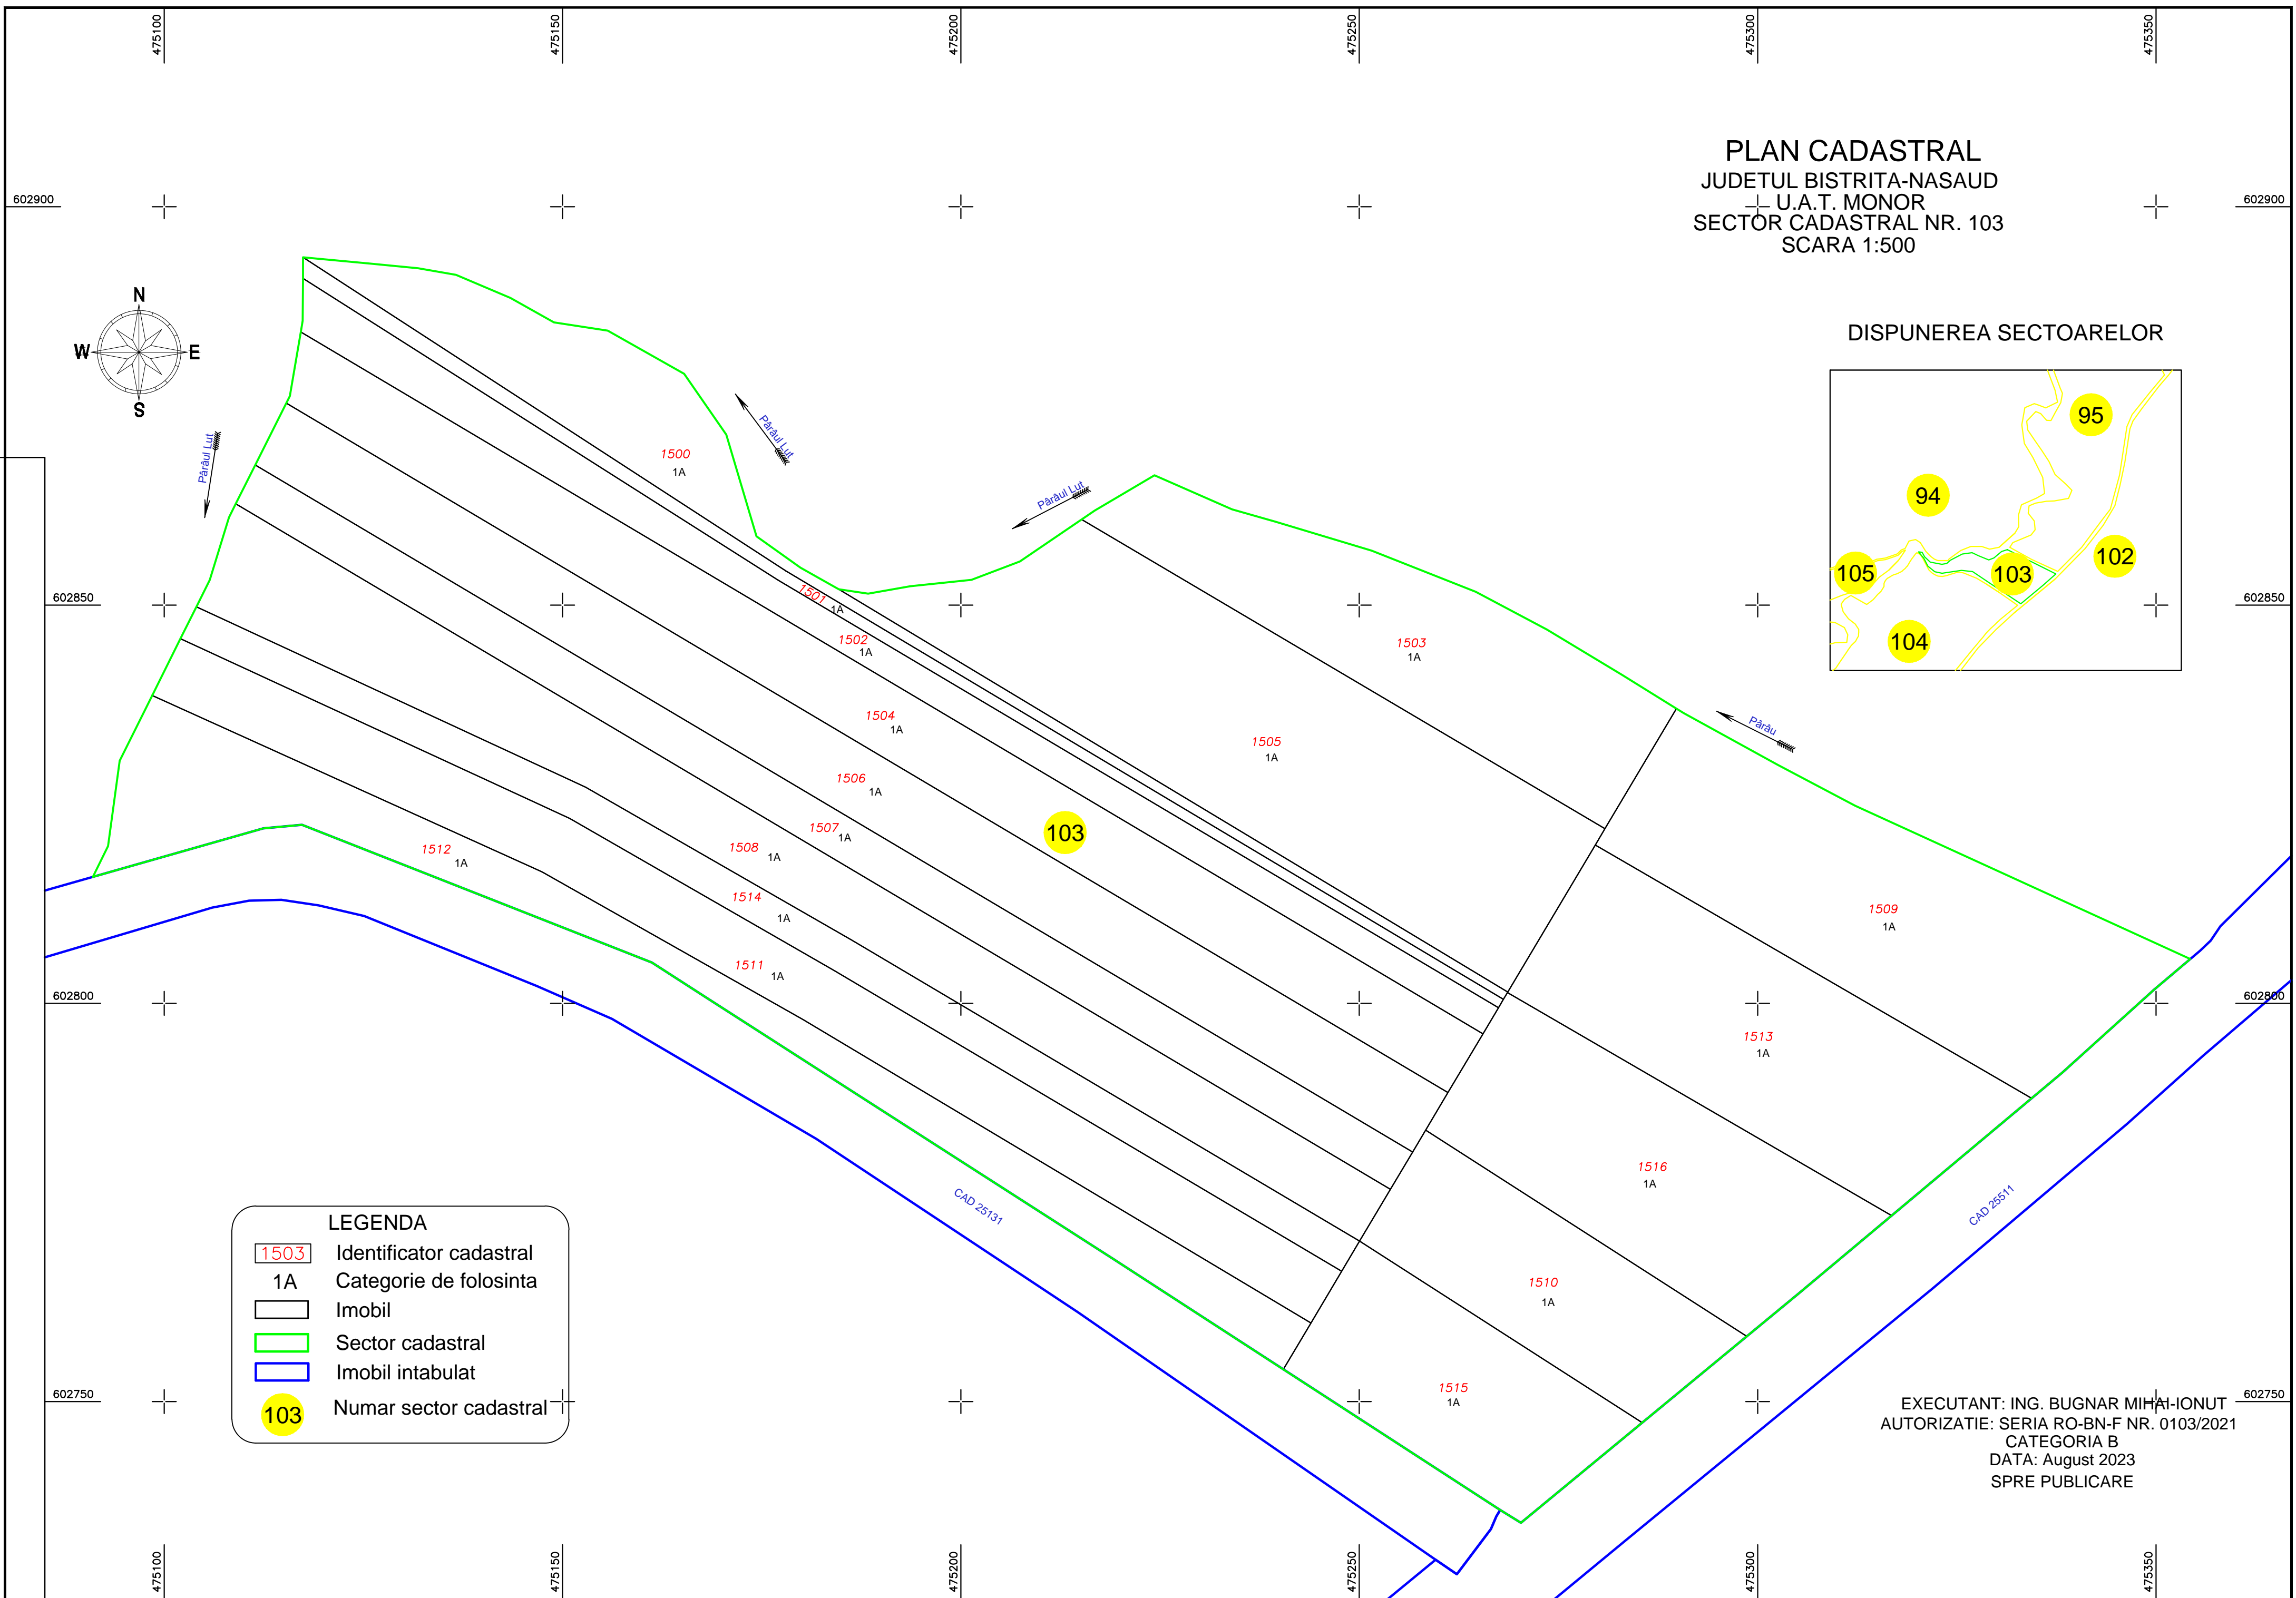 475100
475150
475200
475250
475300
475350
PLAN CADASTRAL
JUDETUL BISTRITA-NASAUD
U.A.T. MONOR
SECTOR CADASTRAL NR. 103
SCARA 1:500
602900
602900
N
W
E
S
DISPUNEREA SECTOARELOR
95
94
102
105
103
104
Pârâul Lut
Pârâul Lut
Pârâul Lut
Pârâu
1500
1A
602850
602850
1501
1A
1502
1A
1503
1A
1504
1A
1505
1A
1506
1A
1507
1A
103
1508
1A
1512
1A
1514
1A
1509
1A
1511
1A
602800
602800
1513
1A
1516
1A
CAD 25131
CAD 25511
1510
1A
1515
1A
LEGENDA
1503 Identificator cadastral
1A Categorie de folosinta
Imobil
Sector cadastral
Imobil intabulat
103 Numar sector cadastral
602750
602750
EXECUTANT: ING. BUGNAR MIHAI-IONUT
AUTORIZATIE: SERIA RO-BN-F NR. 0103/2021
CATEGORIA B
DATA: August 2023
SPRE PUBLICARE
475100
475150
475200
475250
475300
475350